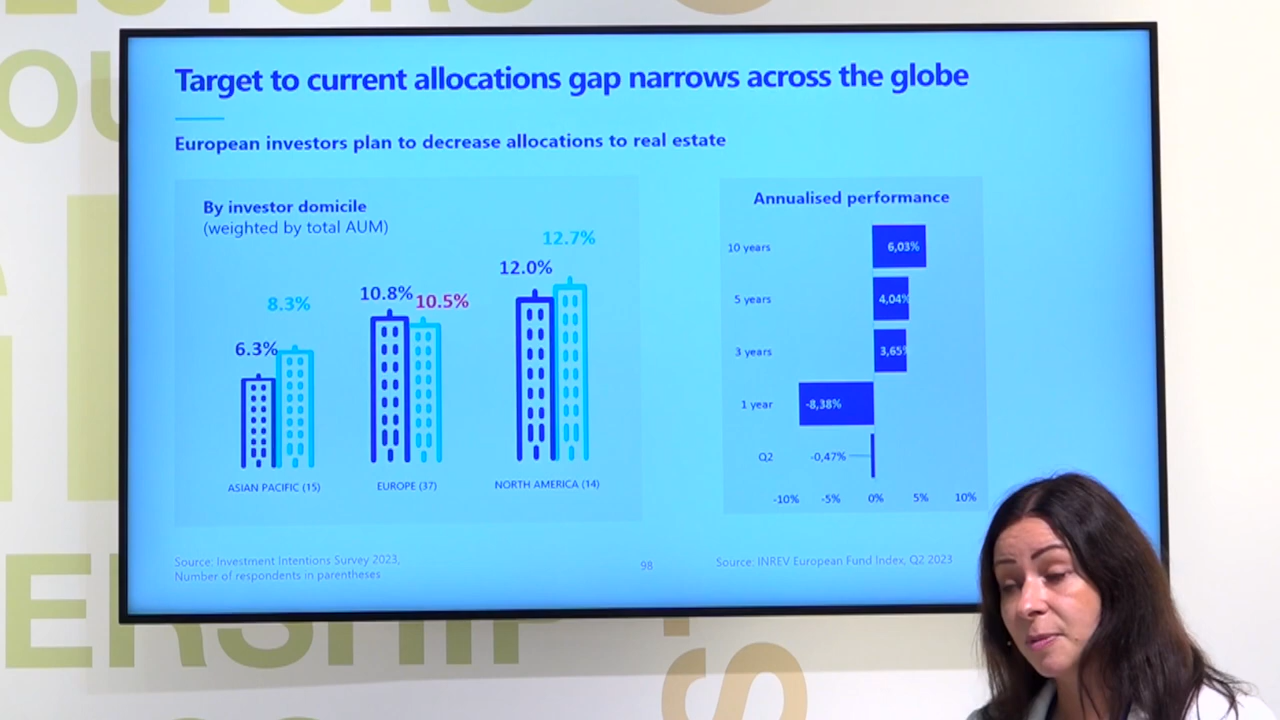 Target to current allocations gap narrows across the globe
European investors plan to decrease allocations to real estate
By investor domicile
(weighted by total AUM)
6.3%
8.3%
10.8%
10.5%
12.0%
12.7%
ASIAN PACIFIC (15)
EUROPE (37)
NORTH AMERICA (14)
Source: Investment Intentions Survey 2023,
Number of respondents in parentheses
98
Annualised performance
10 years
6,03%
5 years
4,04%
3 years
3,65%
1 year
-8,38%
Q2
-0,47%
-10%
-5%
0%
5%
10%
Source: INREV European Fund Index, Q2 2023